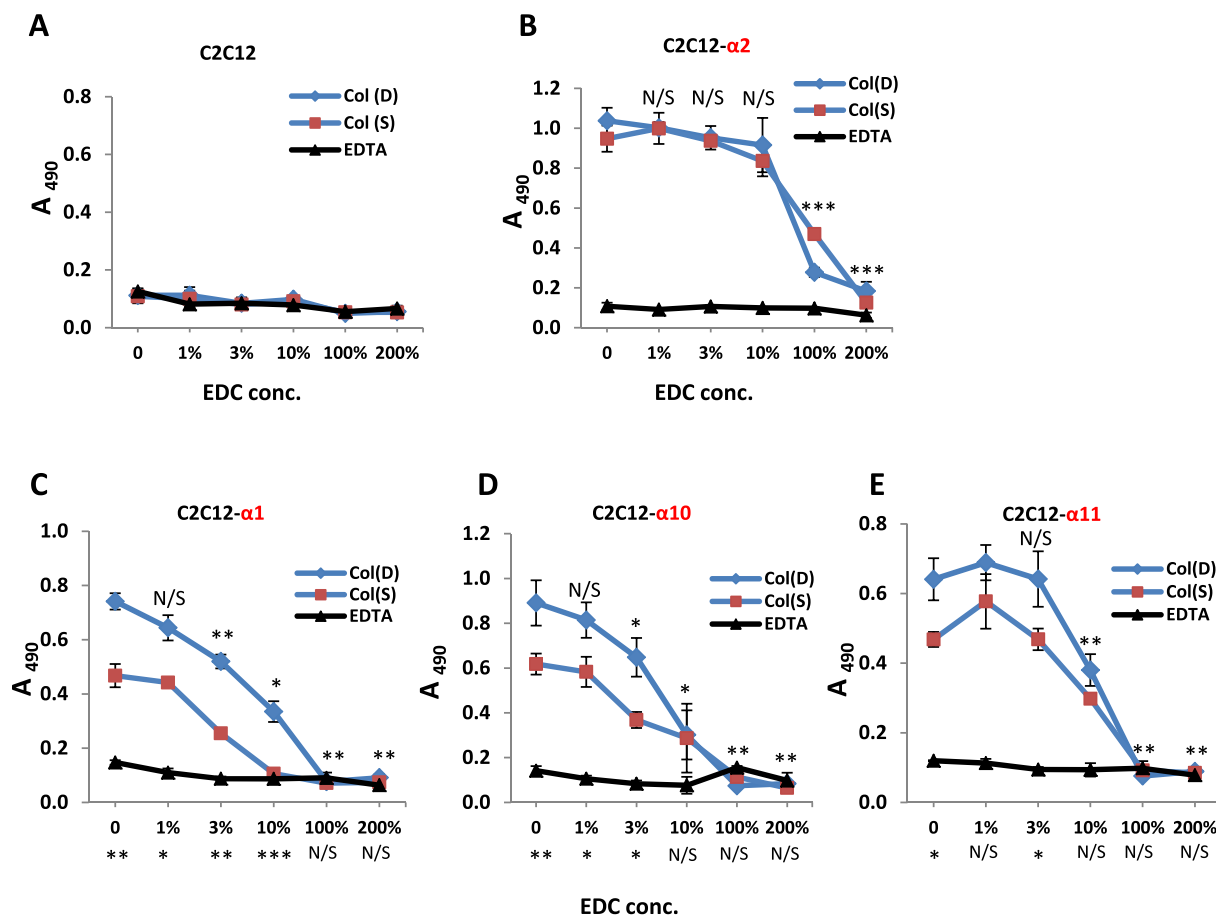 A
C2C12
Col (D)
Col (S)
EDTA
0.8
0.6
0.4
0.2
0.0
A 490
0 1% 3% 10% 100% 200%
EDC conc.
B
C2C12-α2
Col(D)
Col(S)
EDTA
1.2
1.0
0.8
0.6
0.4
0.2
0.0
N/S N/S N/S
***
***
A 490
0 1% 3% 10% 100% 200%
EDC conc.
C
C2C12-α1
Col(D)
Col(S)
EDTA
1.0
0.8
0.6
0.4
0.2
0.0
N/S
**
*
** **
A 490
0 1% 3% 10% 100% 200%
** * ** *** N/S N/S
D
C2C12-α10
Col(D)
Col(S)
EDTA
1.2
1.0
0.8
0.6
0.4
0.2
0.0
N/S
*
*
** **
A 490
0 1% 3% 10% 100% 200%
** * * N/S N/S N/S
E
C2C12-α11
Col(D)
Col(S)
EDTA
0.8
0.6
0.4
0.2
0.0
N/S
**
** **
A 490
0 1% 3% 10% 100% 200%
* N/S * N/S N/S N/S
EDC conc.